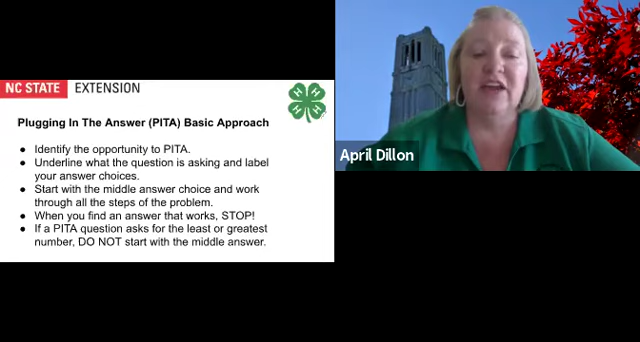 NC STATE EXTENSION
Plugging In The Answer (PITA) Basic Approach
● Identify the opportunity to PITA.
● Underline what the question is asking and label
your answer choices.
● Start with the middle answer choice and work
through all the steps of the problem.
● When you find an answer that works, STOP!
● If a PITA question asks for the least or greatest
number, DO NOT start with the middle answer.
H H
H H
April Dillon